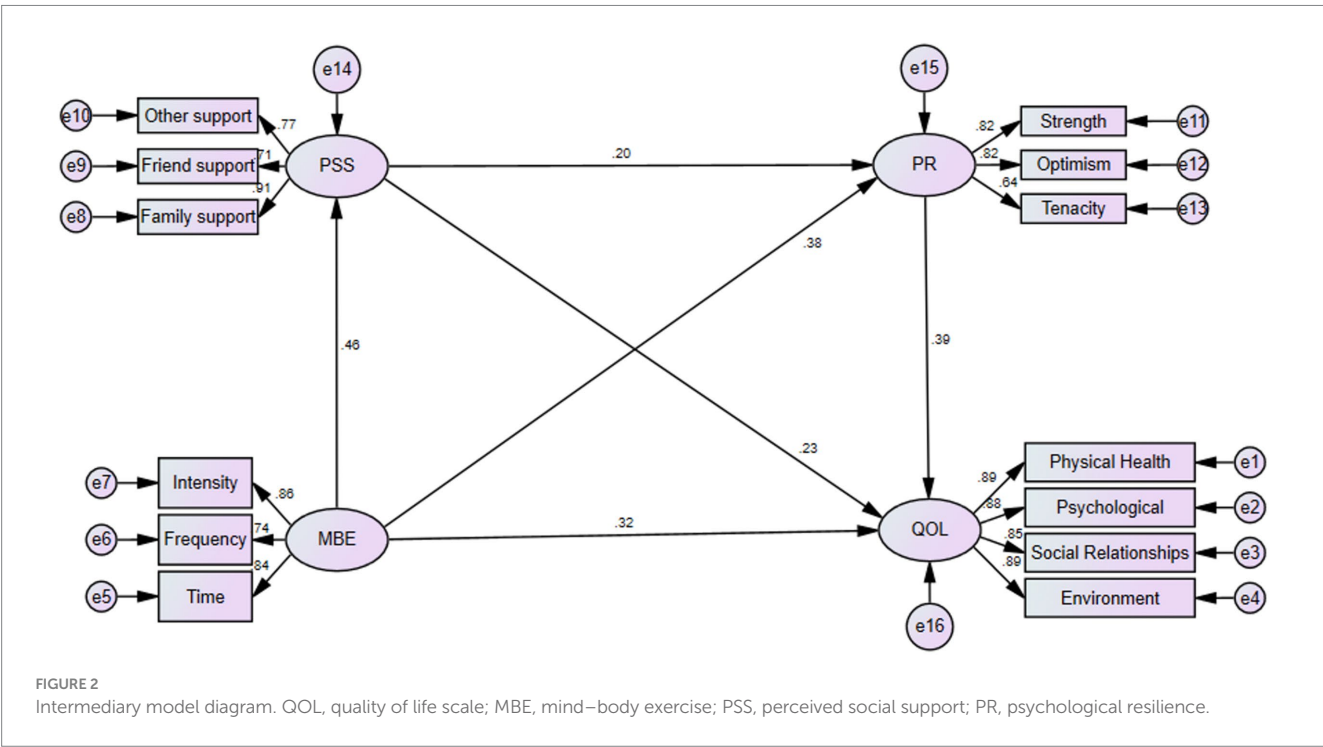 e14
e15
e10
Other support
.77
e9
Friend support
.71
e8
Family support
.91
PSS
.20
PR
.82
Strength
e11
.82
Optimism
e12
.64
Tenacity
e13
.38
.46
.39
.23
e7
Intensity
.86
e6
Frequency
.74
e5
Time
.84
MBE
.32
QOL
.89
Physical Health
e1
.88
Psychological
e2
.85
Social Relationships
e3
.89
Environment
e4
e16
FIGURE 2
Intermediary model diagram. QOL, quality of life scale; MBE, mind–body exercise; PSS, perceived social support; PR, psychological resilience.